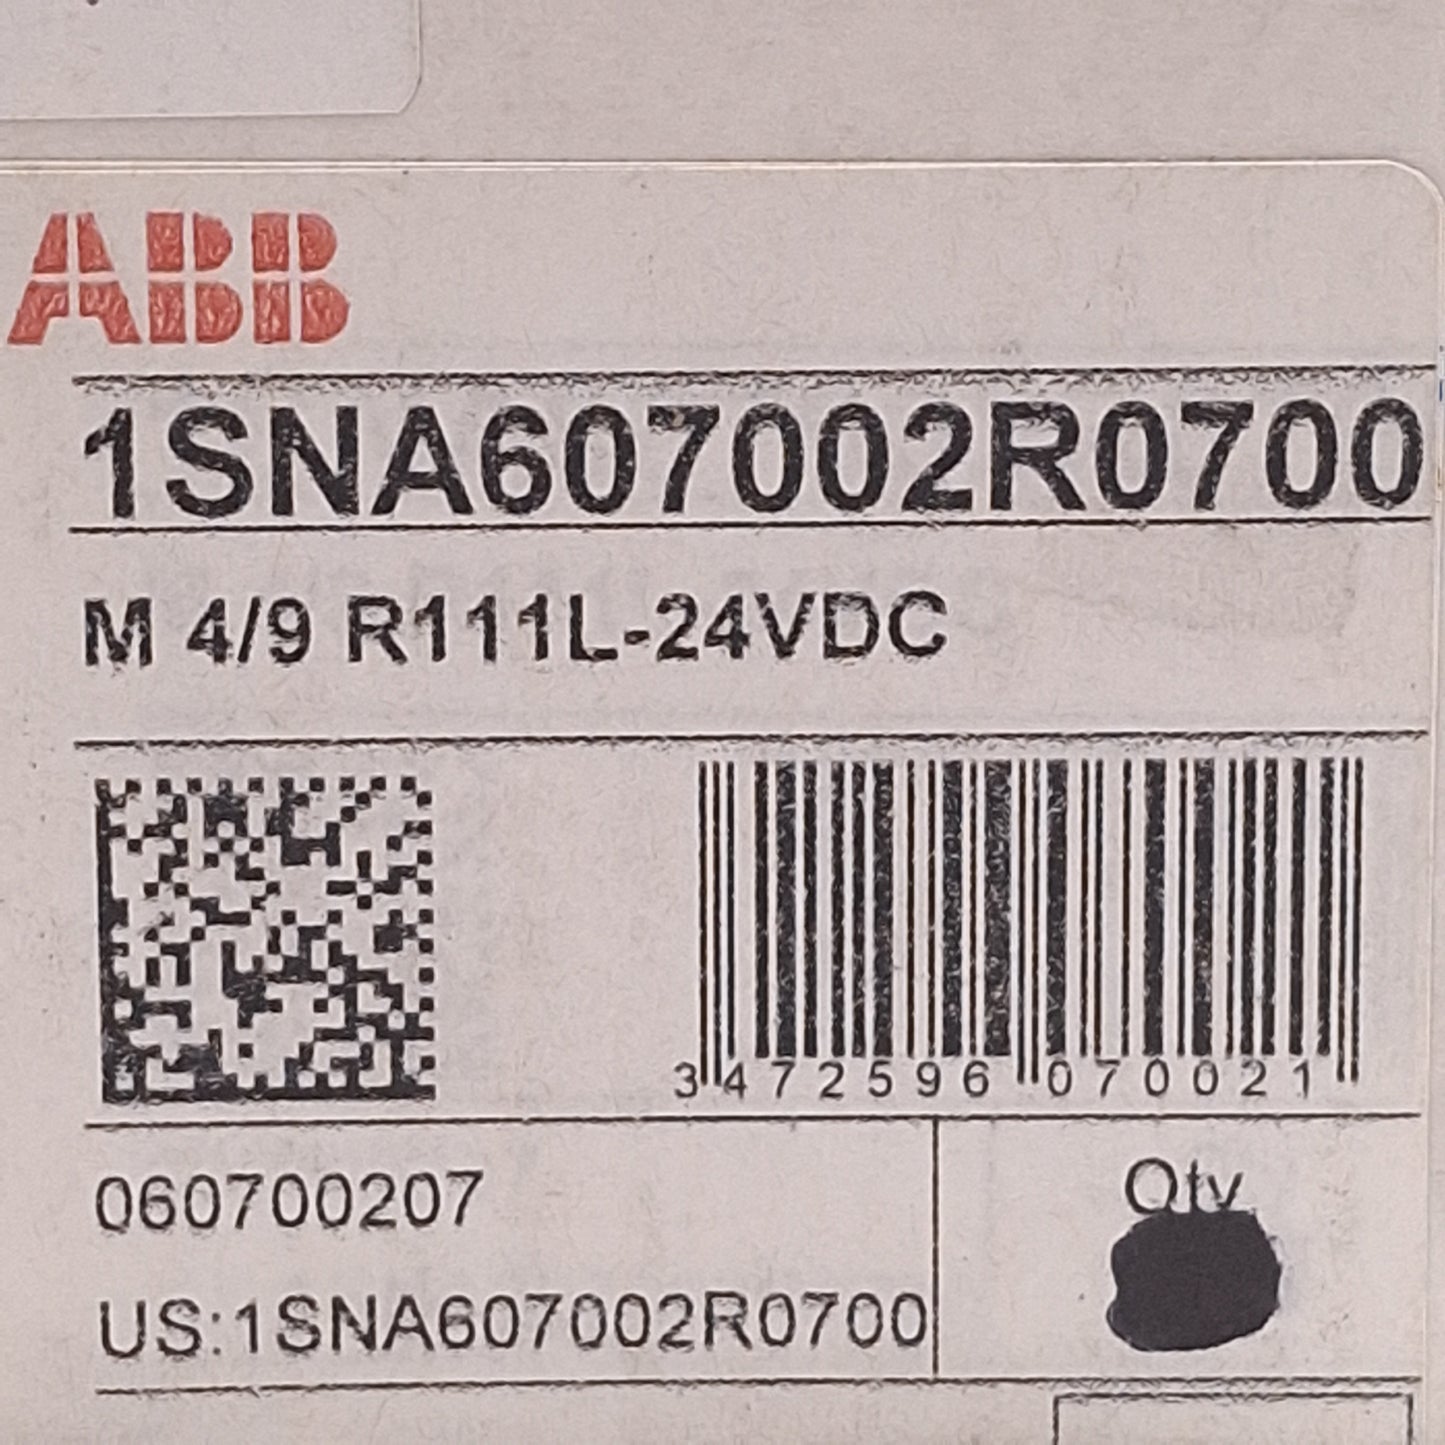 ABB
1SNA607002R0700
M 4/9 R111L-24VDC
3 472596 070021
060700207
Qty
US:1SNA607002R0700